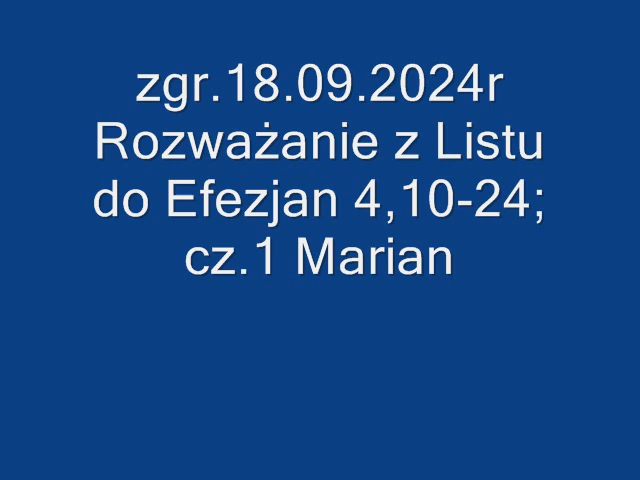 zgr.18.09.2024r
Rozważanie z Listu
do Efezjan 4,10-24;
cz.1 Marian